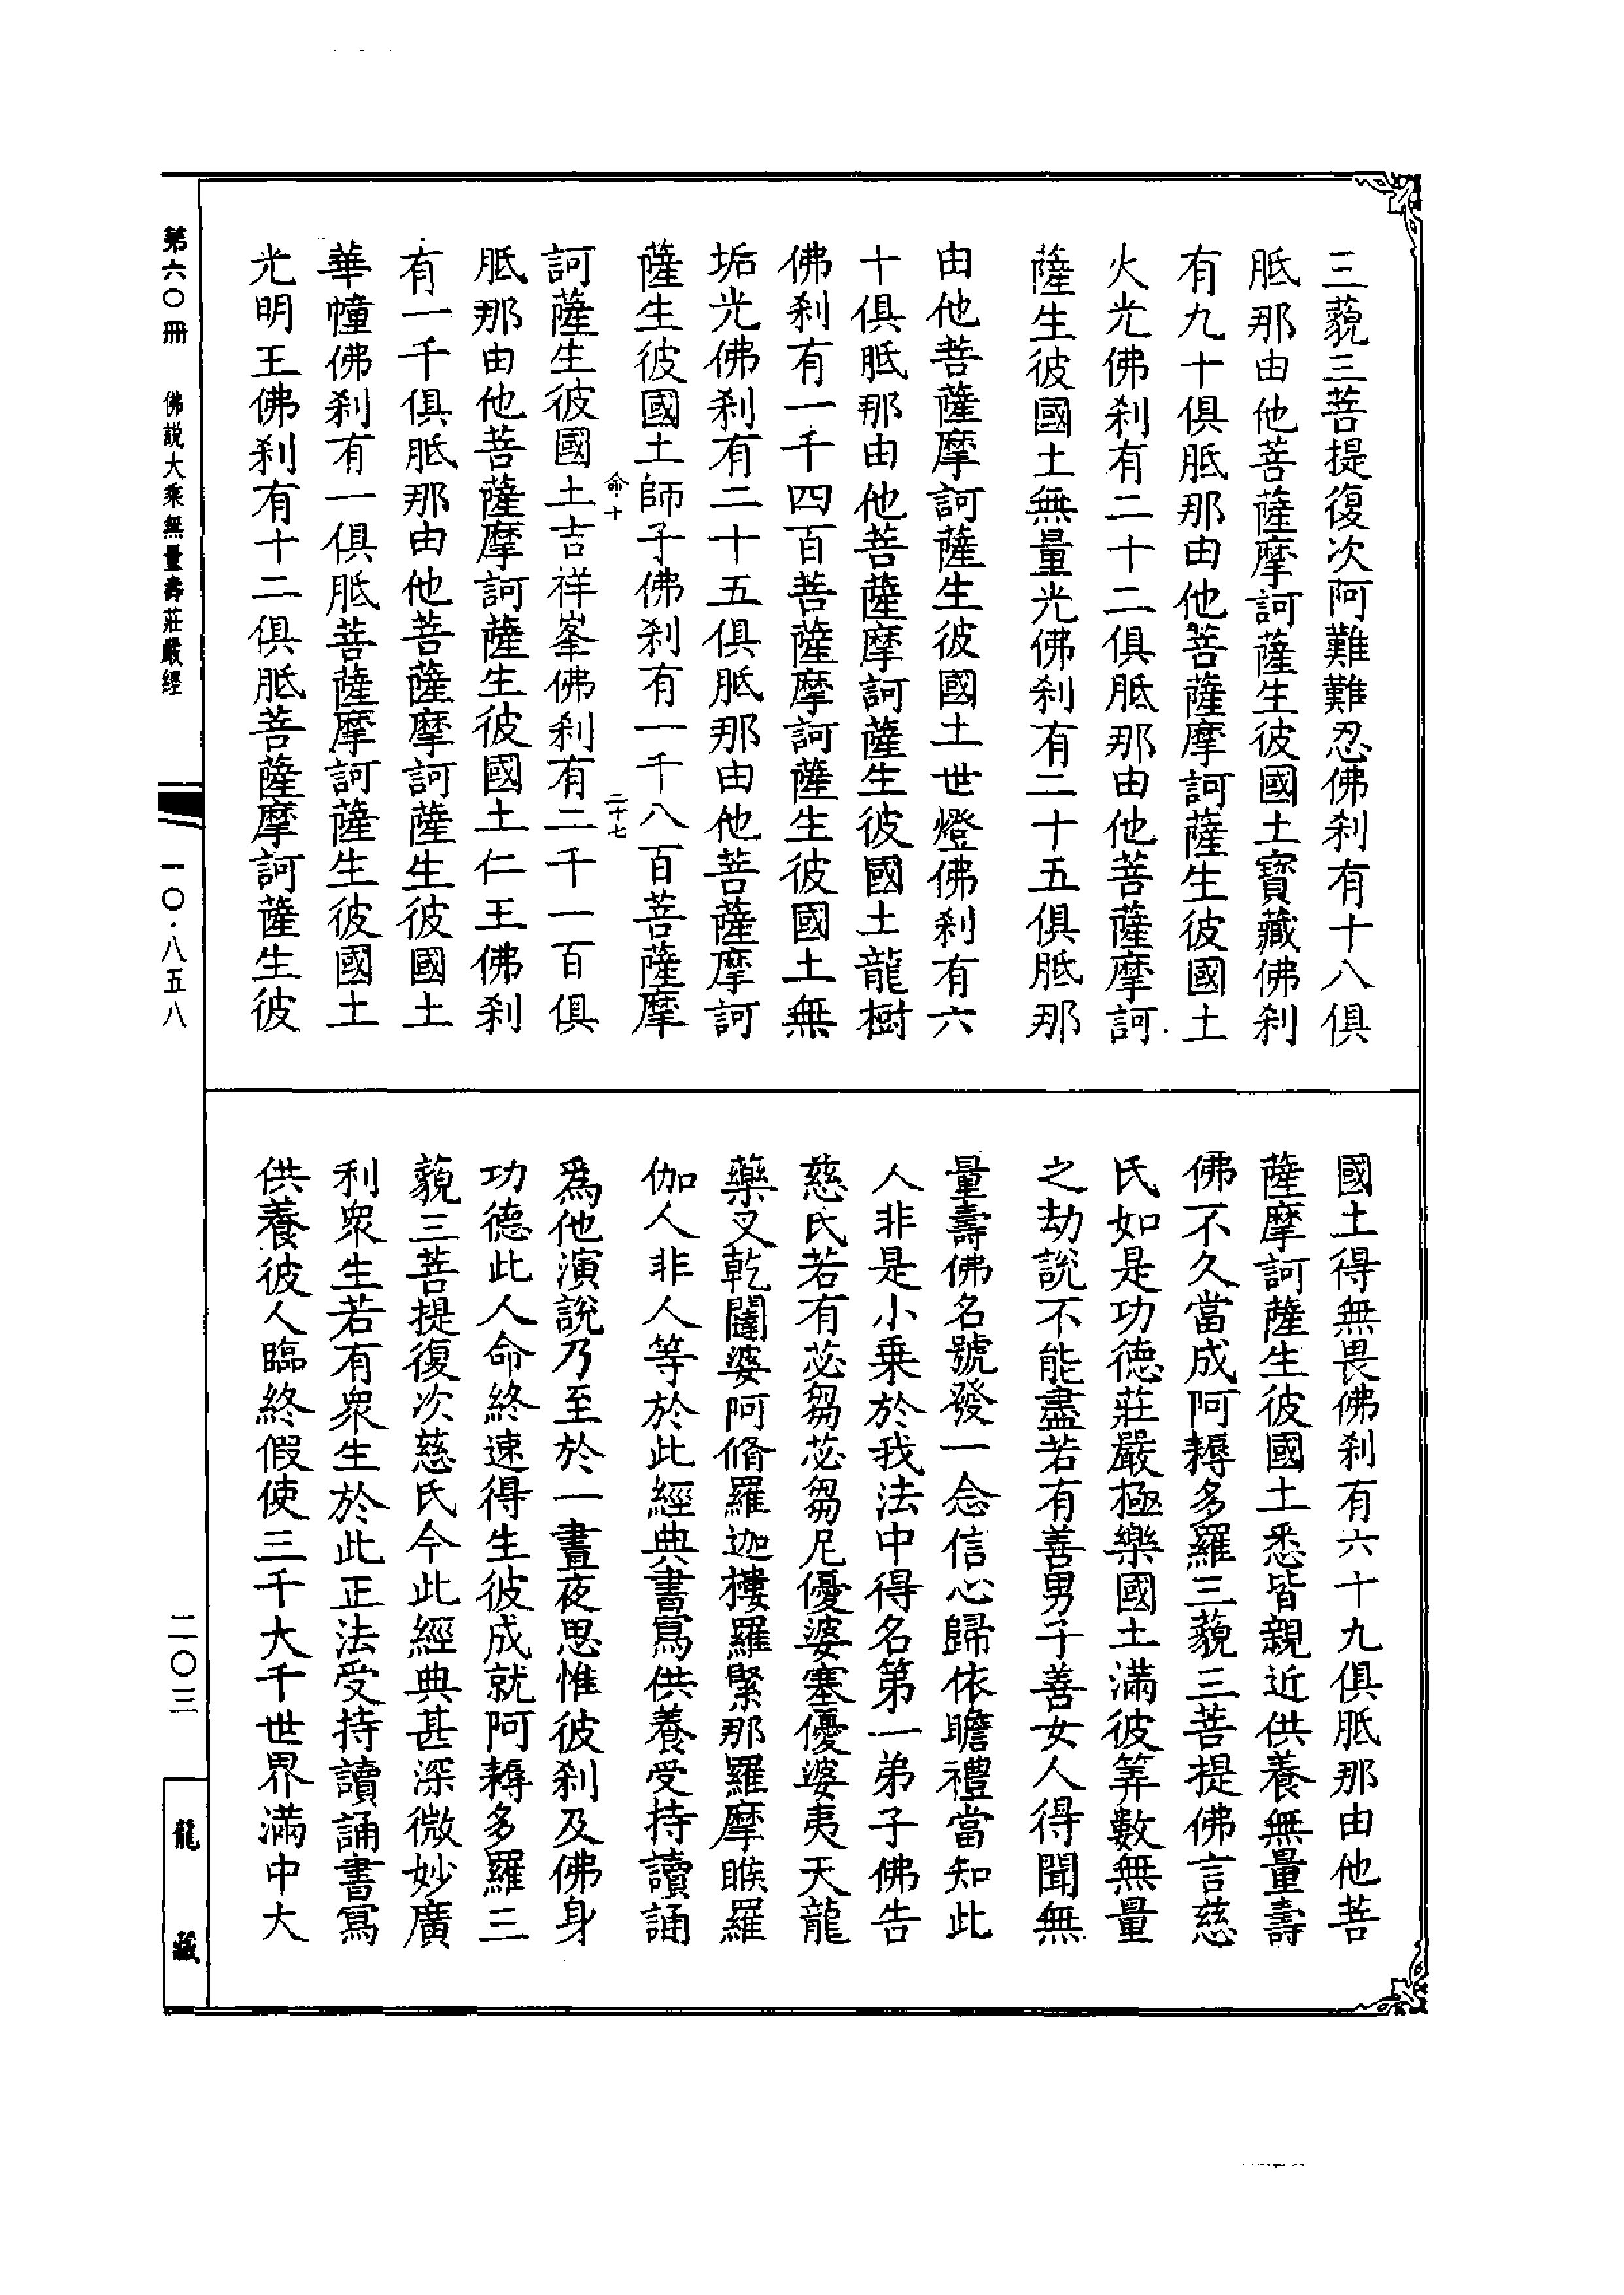 三藐三菩提復次阿難難忍佛刹有十八俱
胝那由他菩薩摩訶薩生彼國土寶藏佛刹
有九十俱胝那由他菩薩摩訶薩生彼國土
火光佛刹有二十二俱胝那由他菩薩摩訶
薩生彼國土無量光佛刹有二十五俱胝那
由他菩薩摩訶薩生彼國土世燈佛刹有六
十俱胝那由他菩薩摩訶薩生彼國土龍樹
佛刹有一千四百菩薩摩訶薩生彼國土無
垢光佛刹有二十五俱胝那由他菩薩摩訶
薩生彼國土師子佛刹有一千八百菩薩摩
命十
二十七
訶薩生彼國土吉祥峯佛刹有二千一百俱
胝那由他菩薩摩訶薩生彼國土仁王佛刹
有一千俱胝那由他菩薩摩訶薩生彼國土
華幢佛刹有一俱胝菩薩摩訶薩生彼國土
光明王佛刹有十二俱胝菩薩摩訶薩生彼
國土得無畏佛刹有六十九俱胝那由他菩
薩摩訶薩生彼國土悉皆親近供養無量壽
佛不久當成阿耨多羅三藐三菩提佛言慈
氏如是功德莊嚴極樂國土滿彼筭數無量
之劫說不能盡若有善男子善女人得聞無
量壽佛名號發一念信心歸依瞻禮當知此
人非是小乗於我法中得名第一弟子佛告
慈氏若有苾芻苾芻尼優婆塞優婆夷天龍
藥叉乾闥婆阿脩羅迦樓羅緊那羅摩睺羅
伽人非人等於此經典書寫供養受持讀誦
爲他演說乃至於一晝夜思惟彼刹及佛身
功德此人命終速得生彼成就阿耨多羅三
藐三菩提復次慈氏今此經典甚深微妙廣
利衆生若有衆生於此正法受持讀誦書寫
供養彼人臨終假使三千大千世界滿中大
第六〇冊　佛說大乘無量壽莊嚴經
一〇·八五八
二〇三
龍藏